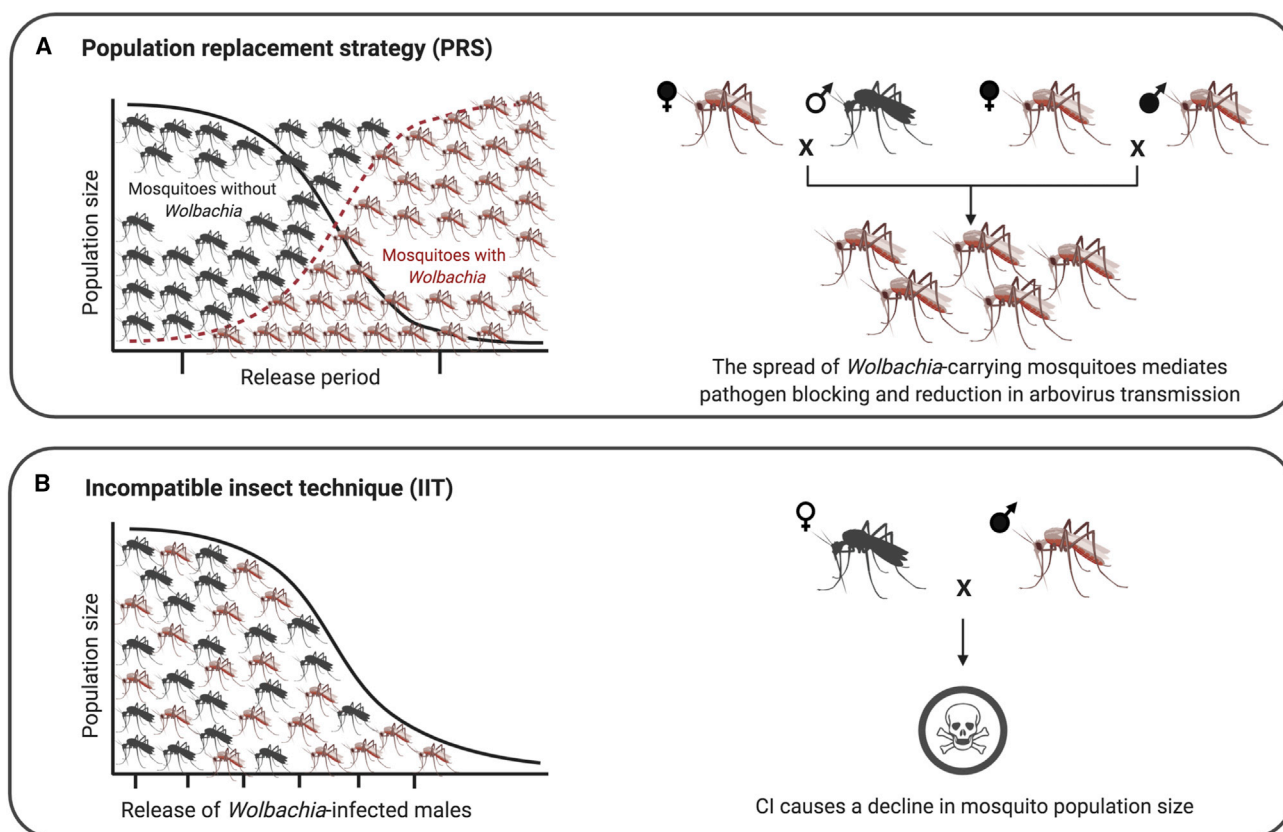 A Population replacement strategy (PRS)
Population size
Mosquitoes without
Wolbachia
Mosquitoes with
Wolbachia
Release period
X
X
The spread of Wolbachia-carrying mosquitoes mediates
pathogen blocking and reduction in arbovirus transmission
B Incompatible insect technique (IIT)
Population size
Release of Wolbachia-infected males
X
CI causes a decline in mosquito population size